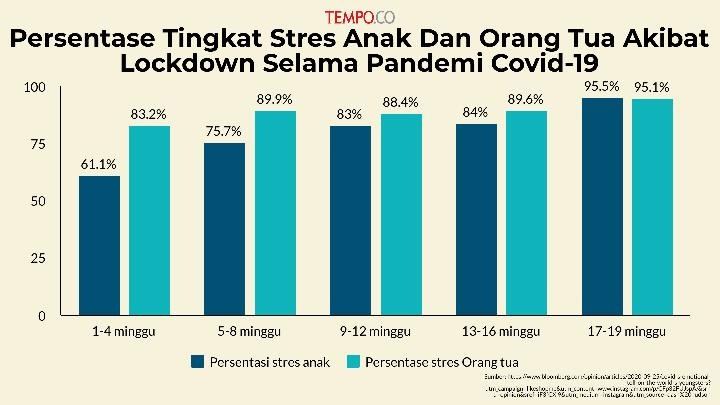 TEMPO.CO
Persentase Tingkat Stres Anak Dan Orang Tua Akibat
Lockdown Selama Pandemi Covid-19
100
75
50
25
0
61.1%
83.2%
75.7%
89.9%
83%
88.4%
84%
89.6%
95.5%
95.1%
1-4 minggu
5-8 minggu
9-12 minggu
13-16 minggu
17-19 minggu
Persentasi stres anak
Persentase stres Orang tua